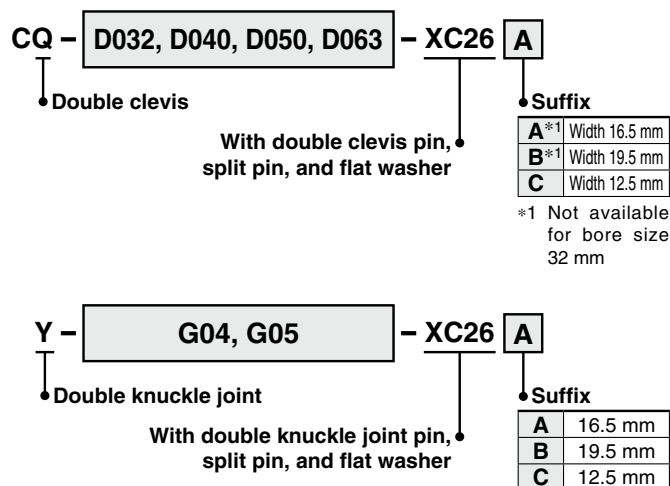 CQ – D032, D040, D050, D063 – XC26 A
Double clevis
With double clevis pin,
split pin, and flat washer
Suffix
A*1 Width 16.5 mm
B*1 Width 19.5 mm
C Width 12.5 mm
*1 Not available
for bore size
32 mm
Y – G04, G05 – XC26 A
Double knuckle joint
With double knuckle joint pin,
split pin, and flat washer
Suffix
A 16.5 mm
B 19.5 mm
C 12.5 mm